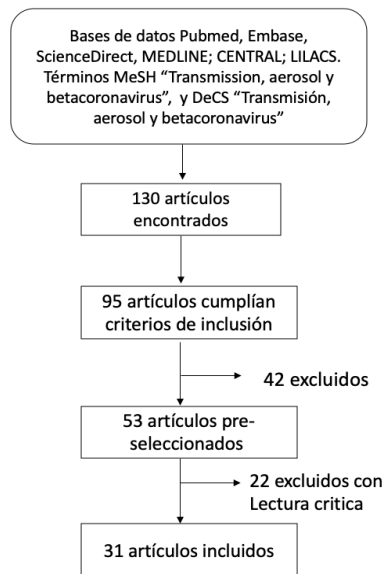 Bases de datos Pubmed, Embase,
ScienceDirect, MEDLINE; CENTRAL; LILACS.
Términos MeSH “Transmission, aerosol y
betacoronavirus”, y DeCS “Transmisión,
aerosol y betacoronavirus”
130 artículos
encontrados
95 artículos cumplían
criterios de inclusión
42 excluidos
53 artículos pre-
seleccionados
22 excluidos con
Lectura critica
31 artículos incluidos